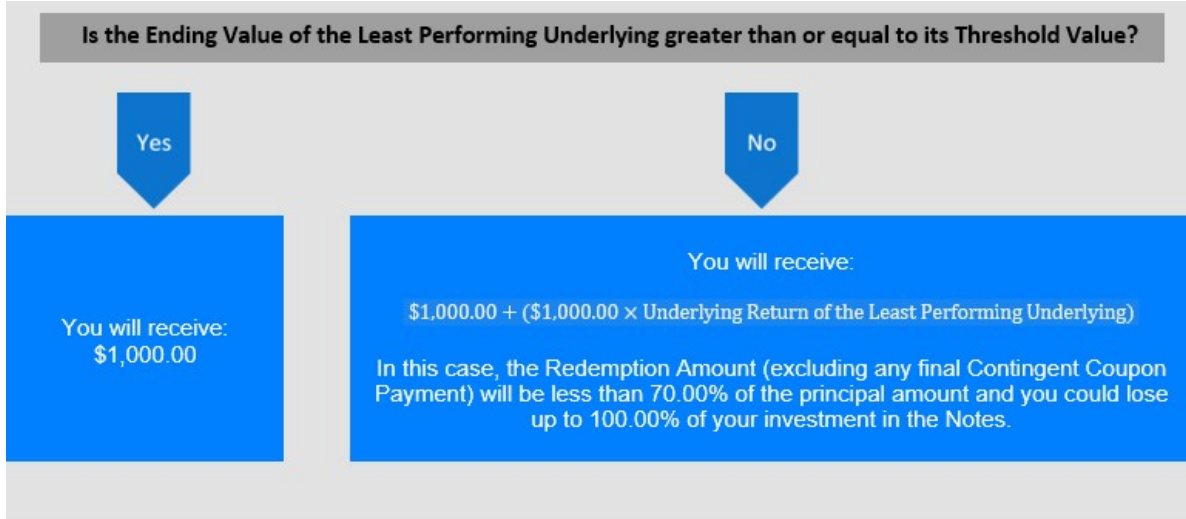 Is the Ending Value of the Least Performing Underlying greater than or equal to its Threshold Value?
Yes
No
You will receive:
$1,000.00
You will receive:
$1,000.00 + ($1,000.00 × Underlying Return of the Least Performing Underlying)
In this case, the Redemption Amount (excluding any final Contingent Coupon
Payment) will be less than 70.00% of the principal amount and you could lose
up to 100.00% of your investment in the Notes.